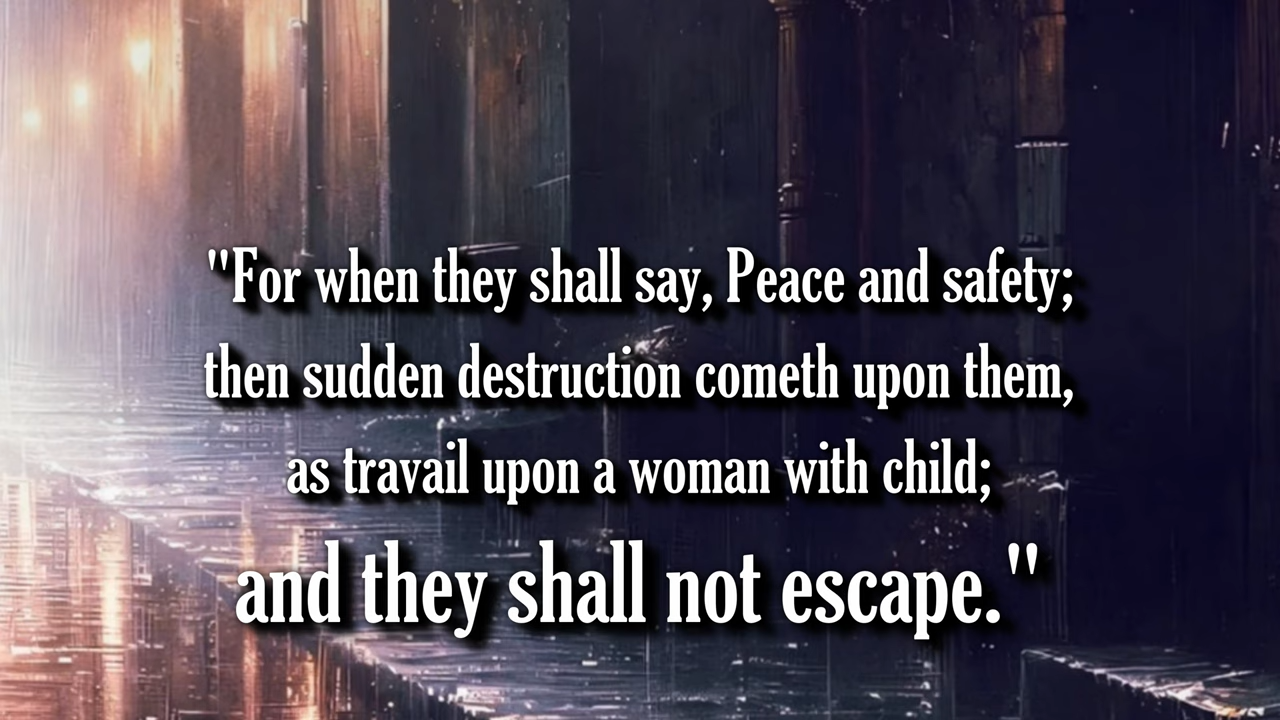 "For when they shall say, Peace and safety;
then sudden destruction cometh upon them,
as travail upon a woman with child;
and they shall not escape."